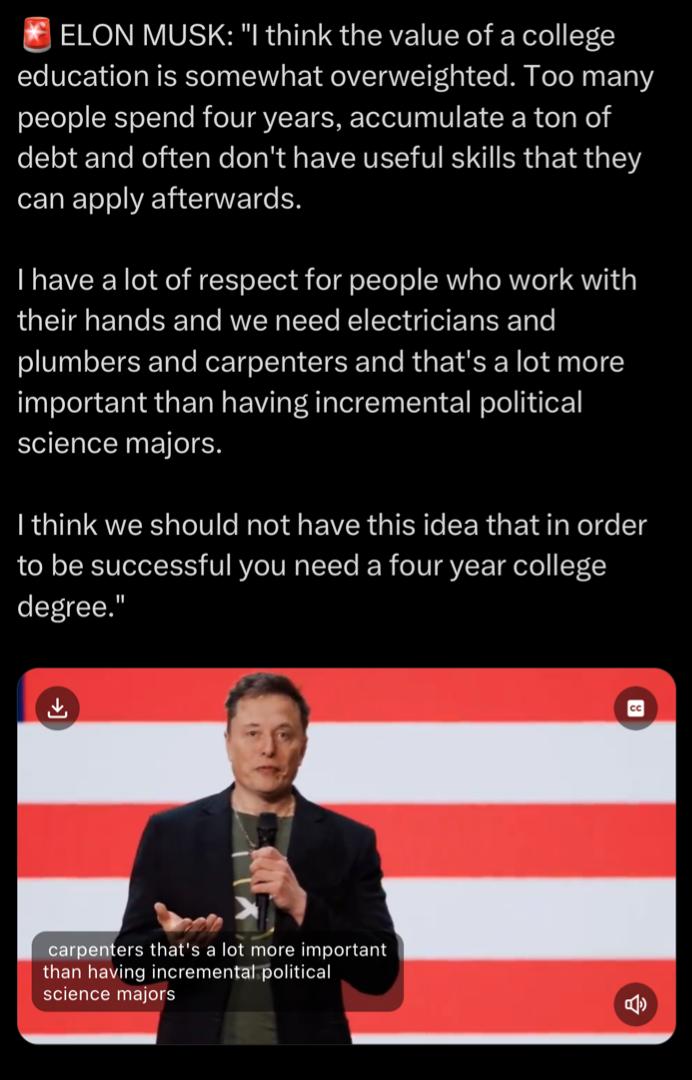 🚨 ELON MUSK: "I think the value of a college
education is somewhat overweighted. Too many
people spend four years, accumulate a ton of
debt and often don't have useful skills that they
can apply afterwards.
I have a lot of respect for people who work with
their hands and we need electricians and
plumbers and carpenters and that's a lot more
important than having incremental political
science majors.
I think we should not have this idea that in order
to be successful you need a four year college
degree."
CC
X
carpenters that's a lot more important
than having incremental political
science majors